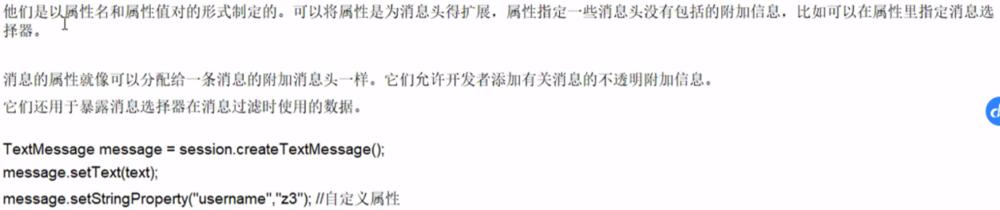 他们是以属性名和属性值对的形式制定的。可以将属性是为消息头得扩展，属性指定一些消息头没有包括的附加信息，比如可以在属性里指定消息选
择器。
消息的属性就像可以分配给一条消息的附加消息头一样。它们允许开发者添加有关消息的不透明附加信息。
它们还用于暴露消息选择器在消息过滤时使用的数据。
TextMessage message = session.createTextMessage();
message.setText(text);
message.setStringProperty("username","z3"); //自定义属性